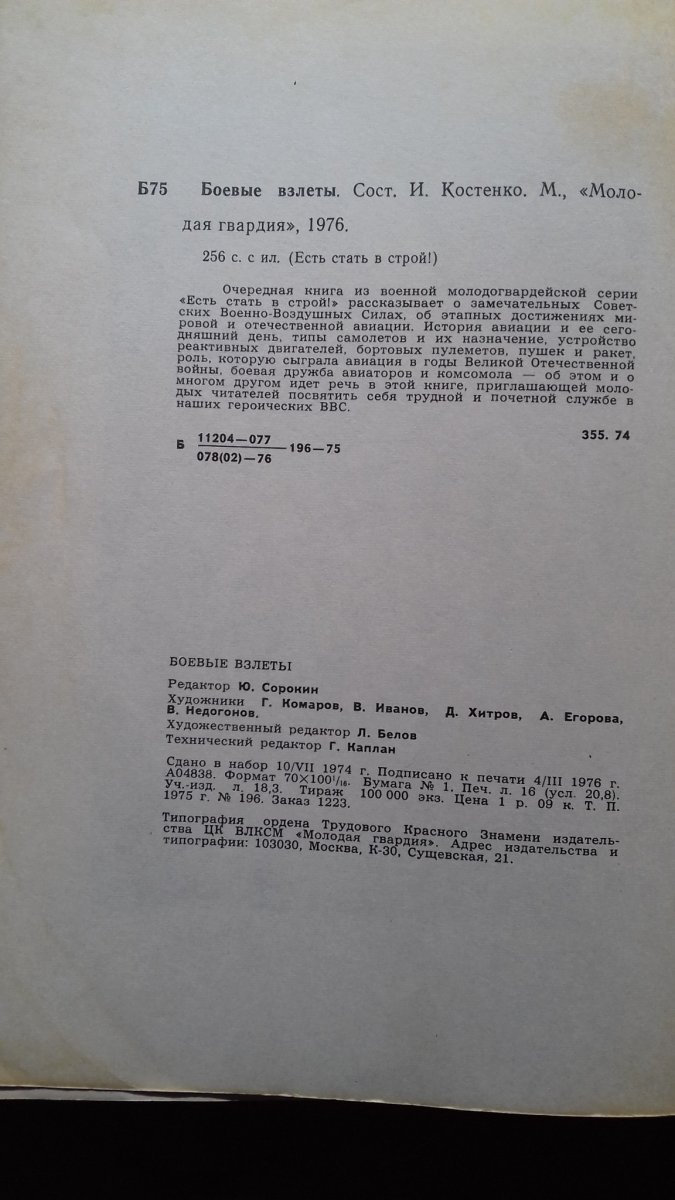 Б75 Боевые взлеты. Сост. И. Костенко. М., «Моло-
дая гвардия», 1976.
256 с. с ил. (Есть стать в строй!)
Очередная книга из военной молодогвардейской серии
«Есть стать в строй!» рассказывает о замечательных Совет-
ских Военно-Воздушных Силах, об этапных достижениях ми-
ровой и отечественной авиации. История авиации и ее сего-
дняшний день, типы самолетов и их назначение, устройство
реактивных двигателей, бортовых пулеметов, пушек и ракет,
роль, которую сыграла авиация в годы Великой Отечественной
войны, боевая дружба авиаторов и комсомола — об этом и о
многом другом идет речь в этой книге, приглашающей моло-
дых читателей посвятить себя трудной и почетной службе в
наших героических ВВС.
Б 11204—077
078(02)—76 196—75 355. 74
БОЕВЫЕ ВЗЛЕТЫ
Редактор Ю. Сорокин
Художники Г. Комаров, В. Иванов, Д. Хитров, А. Егорова,
В. Недогонов.
Художественный редактор Л. Белов
Технический редактор Г. Каплан
Сдано в набор 10/VII 1974 г. Подписано к печати 4/III 1976 г.
А04838. Формат 70×100¹/₁₆. Бумага № 1. Печ. л. 16 (усл. 20,8).
Уч.-изд. л. 18,3. Тираж 100 000 экз. Цена 1 р. 09 к. Т. П.
1975 г. № 196. Заказ 1223.
Типография ордена Трудового Красного Знамени издатель-
ства ЦК ВЛКСМ «Молодая гвардия». Адрес издательства и
типографии: 103030, Москва, К-30, Сущевская, 21.